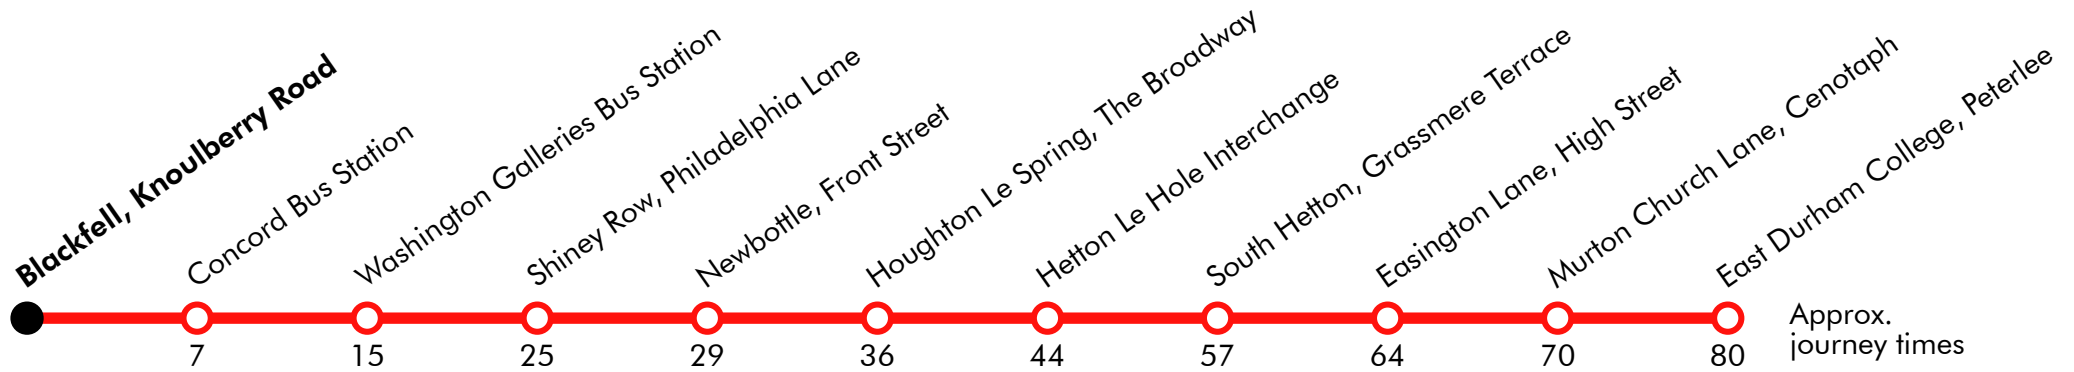 Blackfell, Knoulberry Road
Concord Bus Station
Washington Galleries Bus Station
Shiney Row, Philadelphia Lane
Newbottle, Front Street
Houghton Le Spring, The Broadway
Hetton Le Hole Interchange
South Hetton, Grassmere Terrace
Easington Lane, High Street
Murton Church Lane, Cenotaph
East Durham College, Peterlee
7 15 25 29 36 44 57 64 70 80
Approx.
journey times